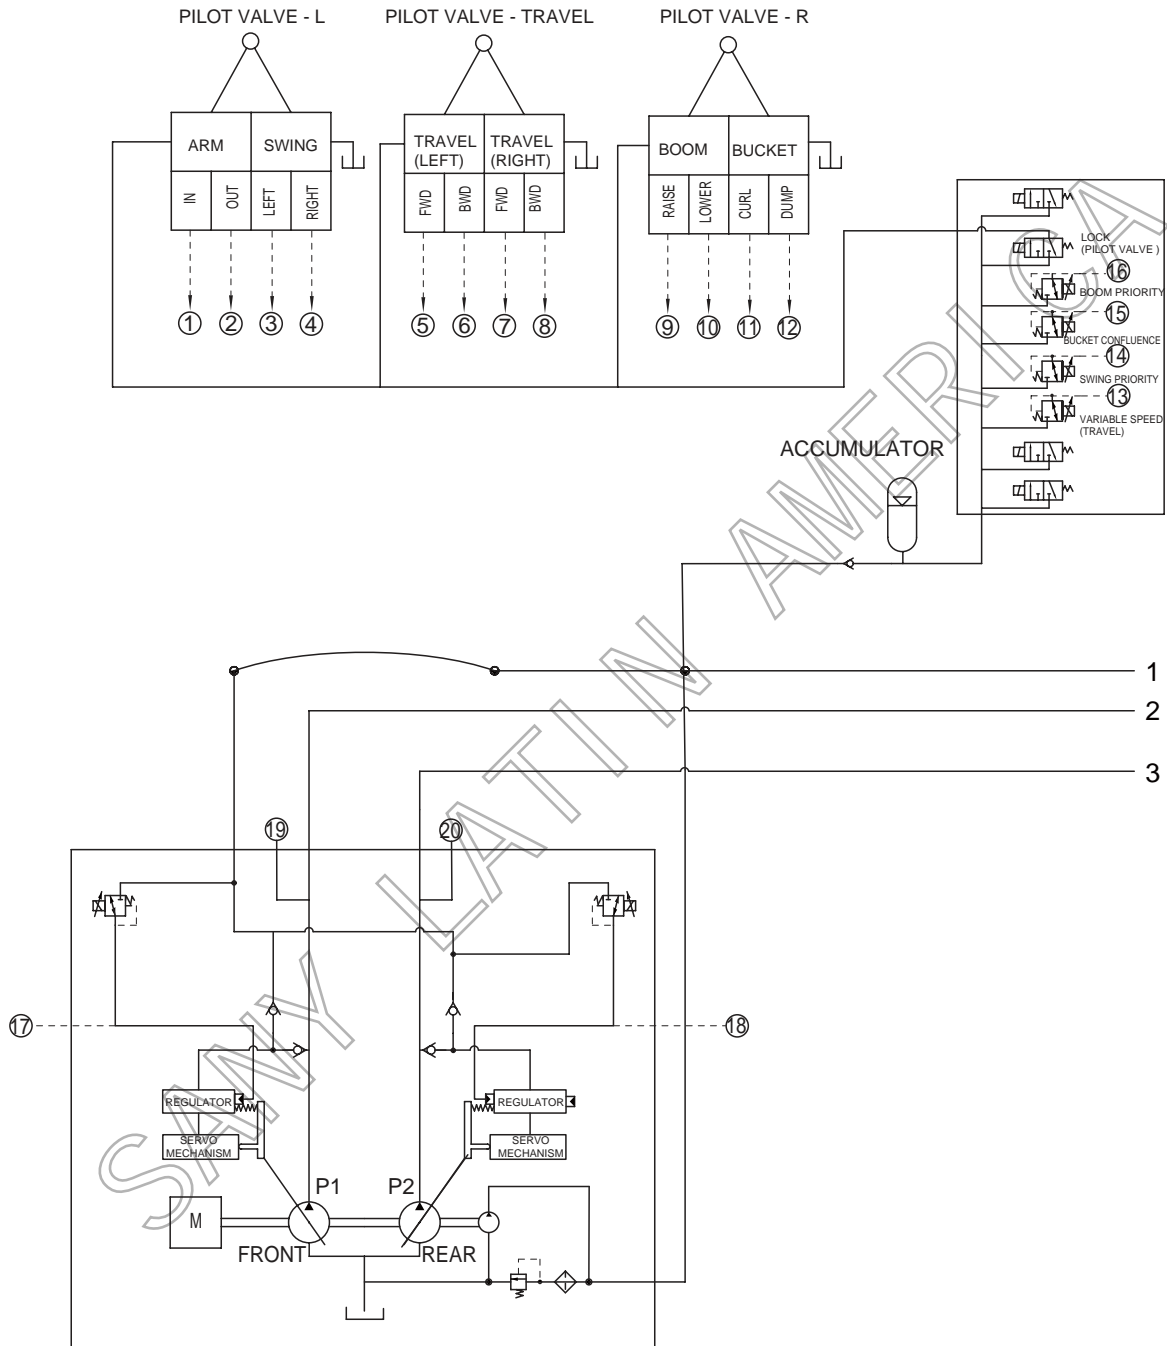 PILOT VALVE - L
PILOT VALVE - TRAVEL
PILOT VALVE - R
ARM
SWING
TRAVEL
(LEFT)
TRAVEL
(RIGHT)
BOOM
BUCKET
IN
OUT
LEFT
RIGHT
FWD
BWD
FWD
BWD
RAISE
LOWER
CURL
DUMP
1
2
3
4
5
6
7
8
9
10
11
12
LOCK
(PILOT VALVE )
16
BOOM PRIORITY
15
BUCKET CONFLUENCE
14
SWING PRIORITY
13
VARIABLE SPEED
(TRAVEL)
ACCUMULATOR
1
2
3
19
20
17
18
REGULATOR
REGULATOR
SERVO
MECHANISM
SERVO
MECHANISM
P1
P2
M
FRONT
REAR
SANY LATIN AMERICA